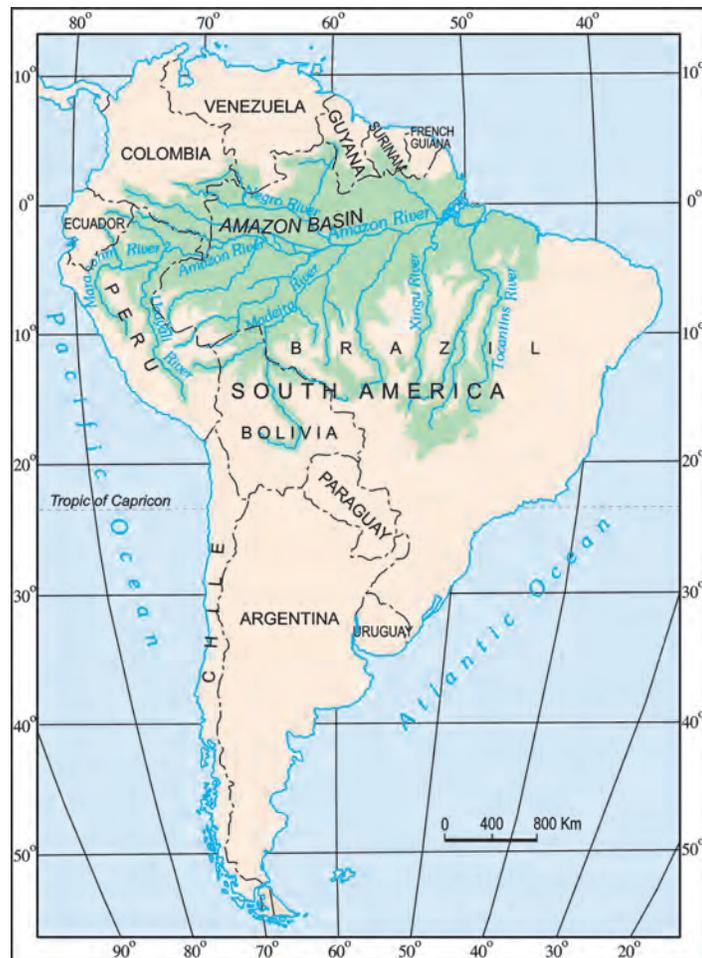 80° 70° 60° 50° 40°
10° 10°
VENEZUELA
GUYANA
SURINAM
FRENCH
GUIANA
COLOMBIA
0° 0°
Negro River
ECUADOR
AMAZON BASIN
Amazon River
Amazon River
River 2
Madeira River
Xingu River
Tocantins River
PERU
10° 10°
BRAZIL
SOUTH AMERICA
BOLIVIA
20° 20°
PARAGUAY
Tropic of Capricon
Pacific Ocean
CHILE
30° 30°
ARGENTINA
URUGUAY
Atlantic Ocean
40° 40°
0 400 800 Km
50° 50°
90° 80° 70° 60° 50° 40° 30° 20°